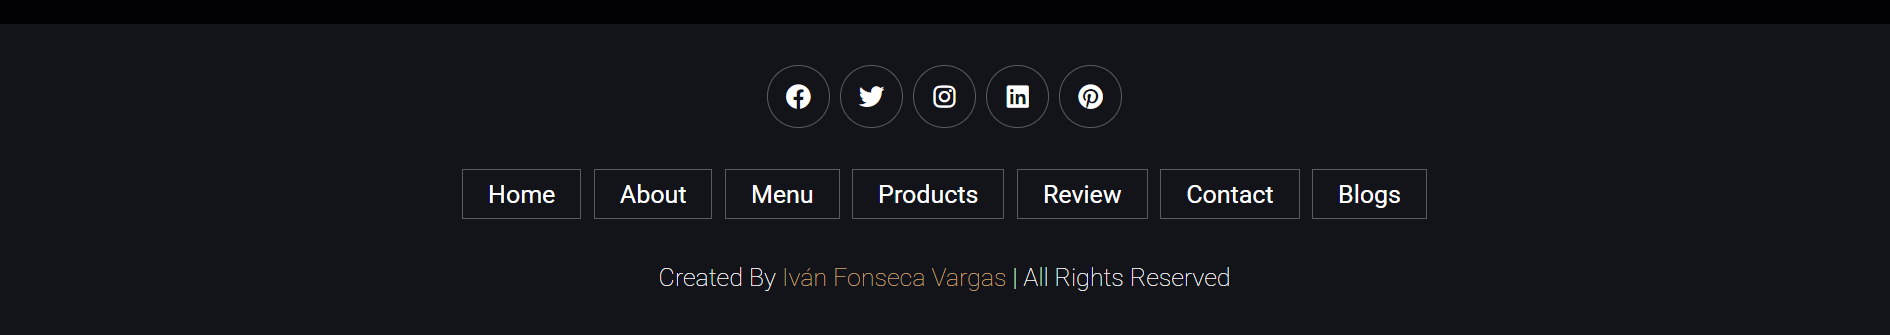 Home About Menu Products Review Contact Blogs
Created By Iván Fonseca Vargas | All Rights Reserved